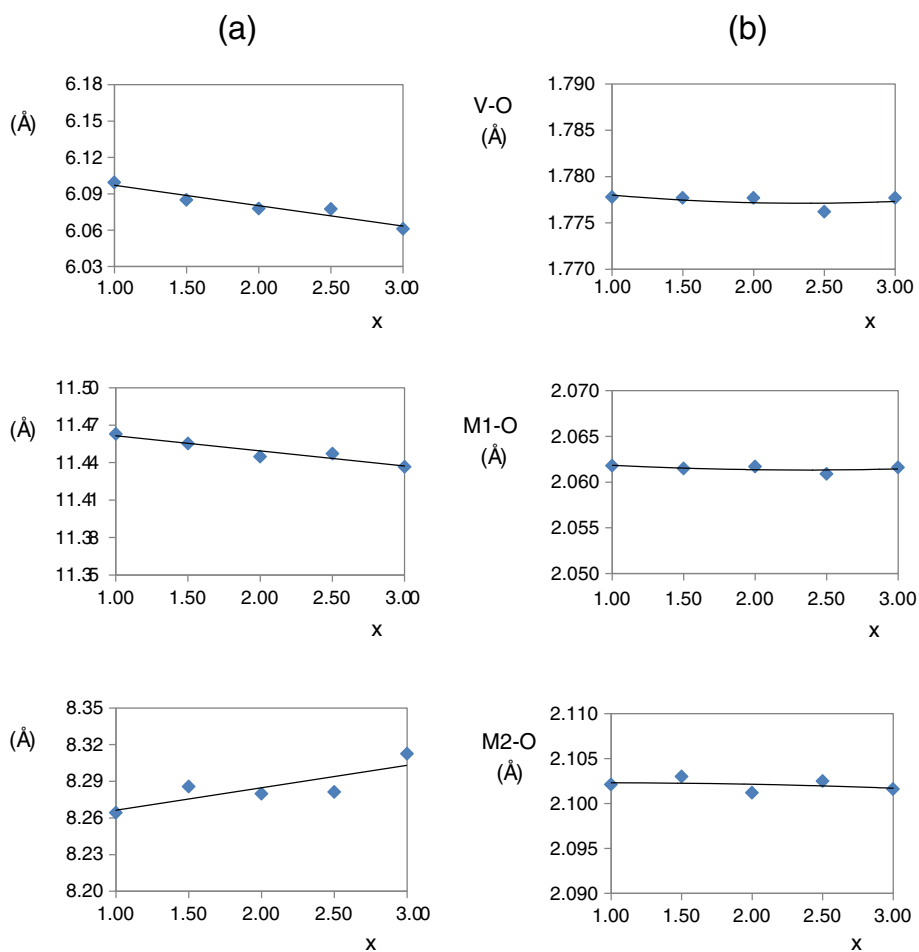 (a)
(b)
(Å)
6.18
6.15
6.12
6.09
6.06
6.03
1.00 1.50 2.00 2.50 3.00
x
V-O
(Å)
1.790
1.785
1.780
1.775
1.770
1.00 1.50 2.00 2.50 3.00
x
(Å)
11.50
11.47
11.44
11.41
11.38
11.35
1.00 1.50 2.00 2.50 3.00
x
M1-O
(Å)
2.070
2.065
2.060
2.055
2.050
1.00 1.50 2.00 2.50 3.00
x
(Å)
8.35
8.32
8.29
8.26
8.23
8.20
1.00 1.50 2.00 2.50 3.00
x
M2-O
(Å)
2.110
2.105
2.100
2.095
2.090
1.00 1.50 2.00 2.50 3.00
x